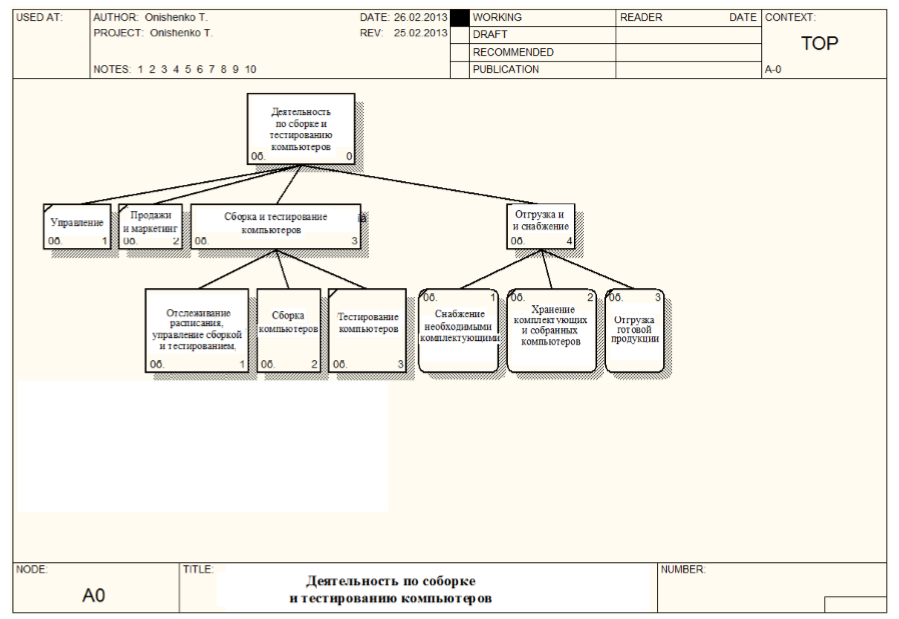 USED AT:
AUTHOR: Onishenko T.
DATE: 26.02.2013
WORKING
READER
DATE
CONTEXT:
PROJECT: Onishenko T.
REV: 25.02.2013
DRAFT
TOP
RECOMMENDED
NOTES: 1 2 3 4 5 6 7 8 9 10
PUBLICATION
A-0
Деятельность
по сборке и
тестированию
компьютеров
0б. 0
Управление
0б. 1
Продажи
и маркетинг
0б. 2
Сборка и тестирование
компьютеров
0б. 3
Отгрузка и
и снабжение
0б. 4
Отслеживание
расписания,
управление сборкой
и тестированием,
0б. 1
Сборка
компьютеров
0б. 2
Тестирование
компьютеров
0б. 3
0б. 1
Снабжение
необходимыми
комплектующими
0б. 2
Хранение
комплектующих
и собранных
компьютеров
0б. 3
Отгрузка
готовой
продукции
NODE:
A0
TITLE:
Деятельность по соборке
и тестированию компьютеров
NUMBER: